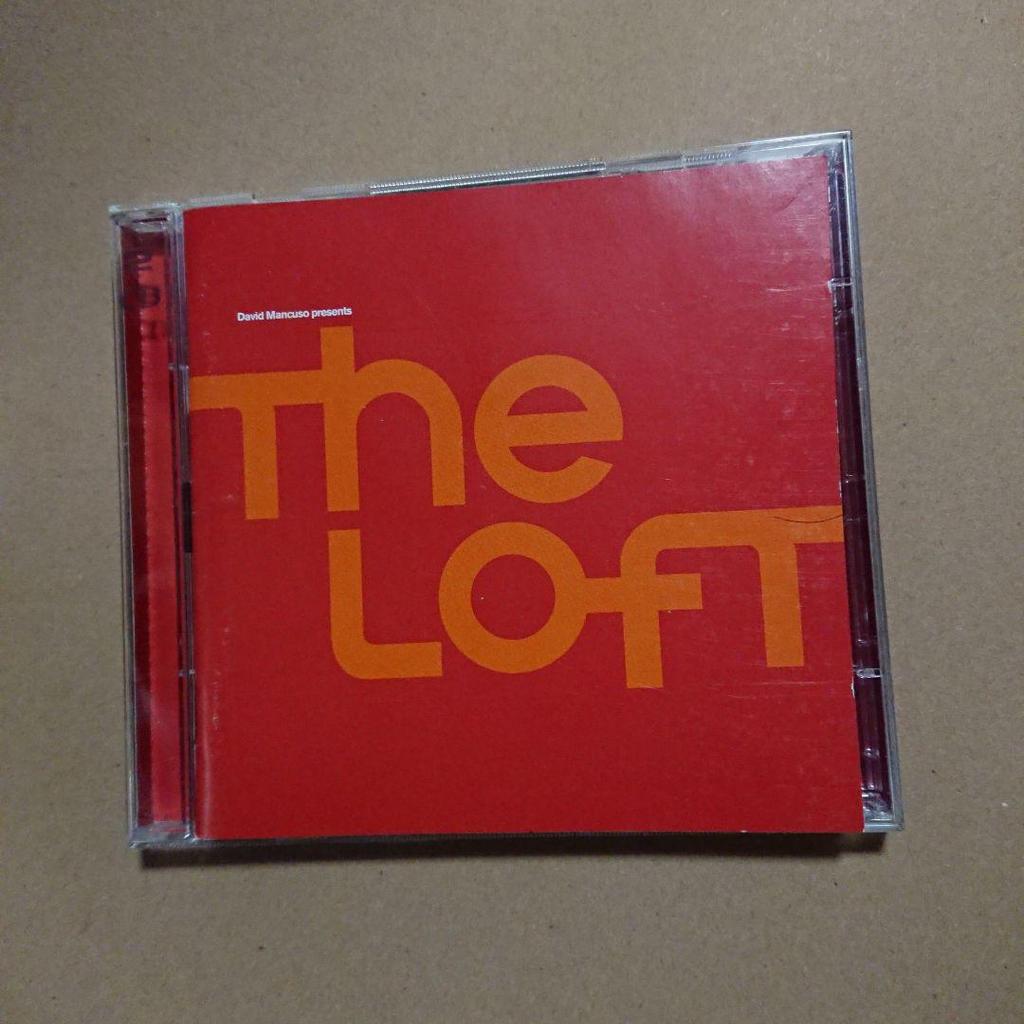 David Mancuso presents
The
Loft